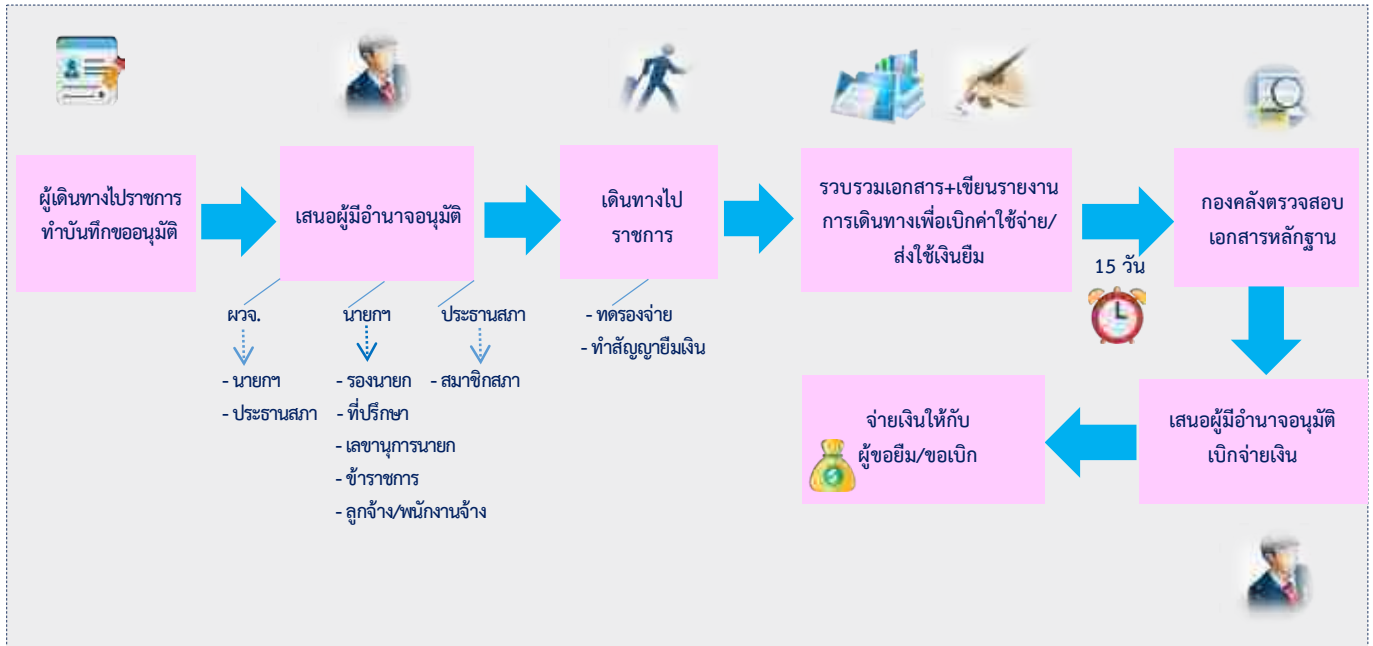 ผู้เดินทางไปราชการ
ทำบันทึกขออนุมัติ
เสนอผู้มีอำนาจอนุมัติ
เดินทางไป
ราชการ
รวบรวมเอกสาร+เขียนรายงาน
การเดินทางเพื่อเบิกค่าใช้จ่าย/
ส่งใช้เงินยืม
15 วัน
กองคลังตรวจสอบ
เอกสารหลักฐาน
ผวจ.
- นายกฯ
- ประธานสภา
นายกฯ
- รองนายก
- ที่ปรึกษา
- เลขานุการนายก
- ข้าราชการ
- ลูกจ้าง/พนักงานจ้าง
ประธานสภา
- สมาชิกสภา
- ทดรองจ่าย
- ทำสัญญายืมเงิน
เสนอผู้มีอำนาจอนุมัติ
เบิกจ่ายเงิน
จ่ายเงินให้กับ
ผู้ขอยืม/ขอเบิก